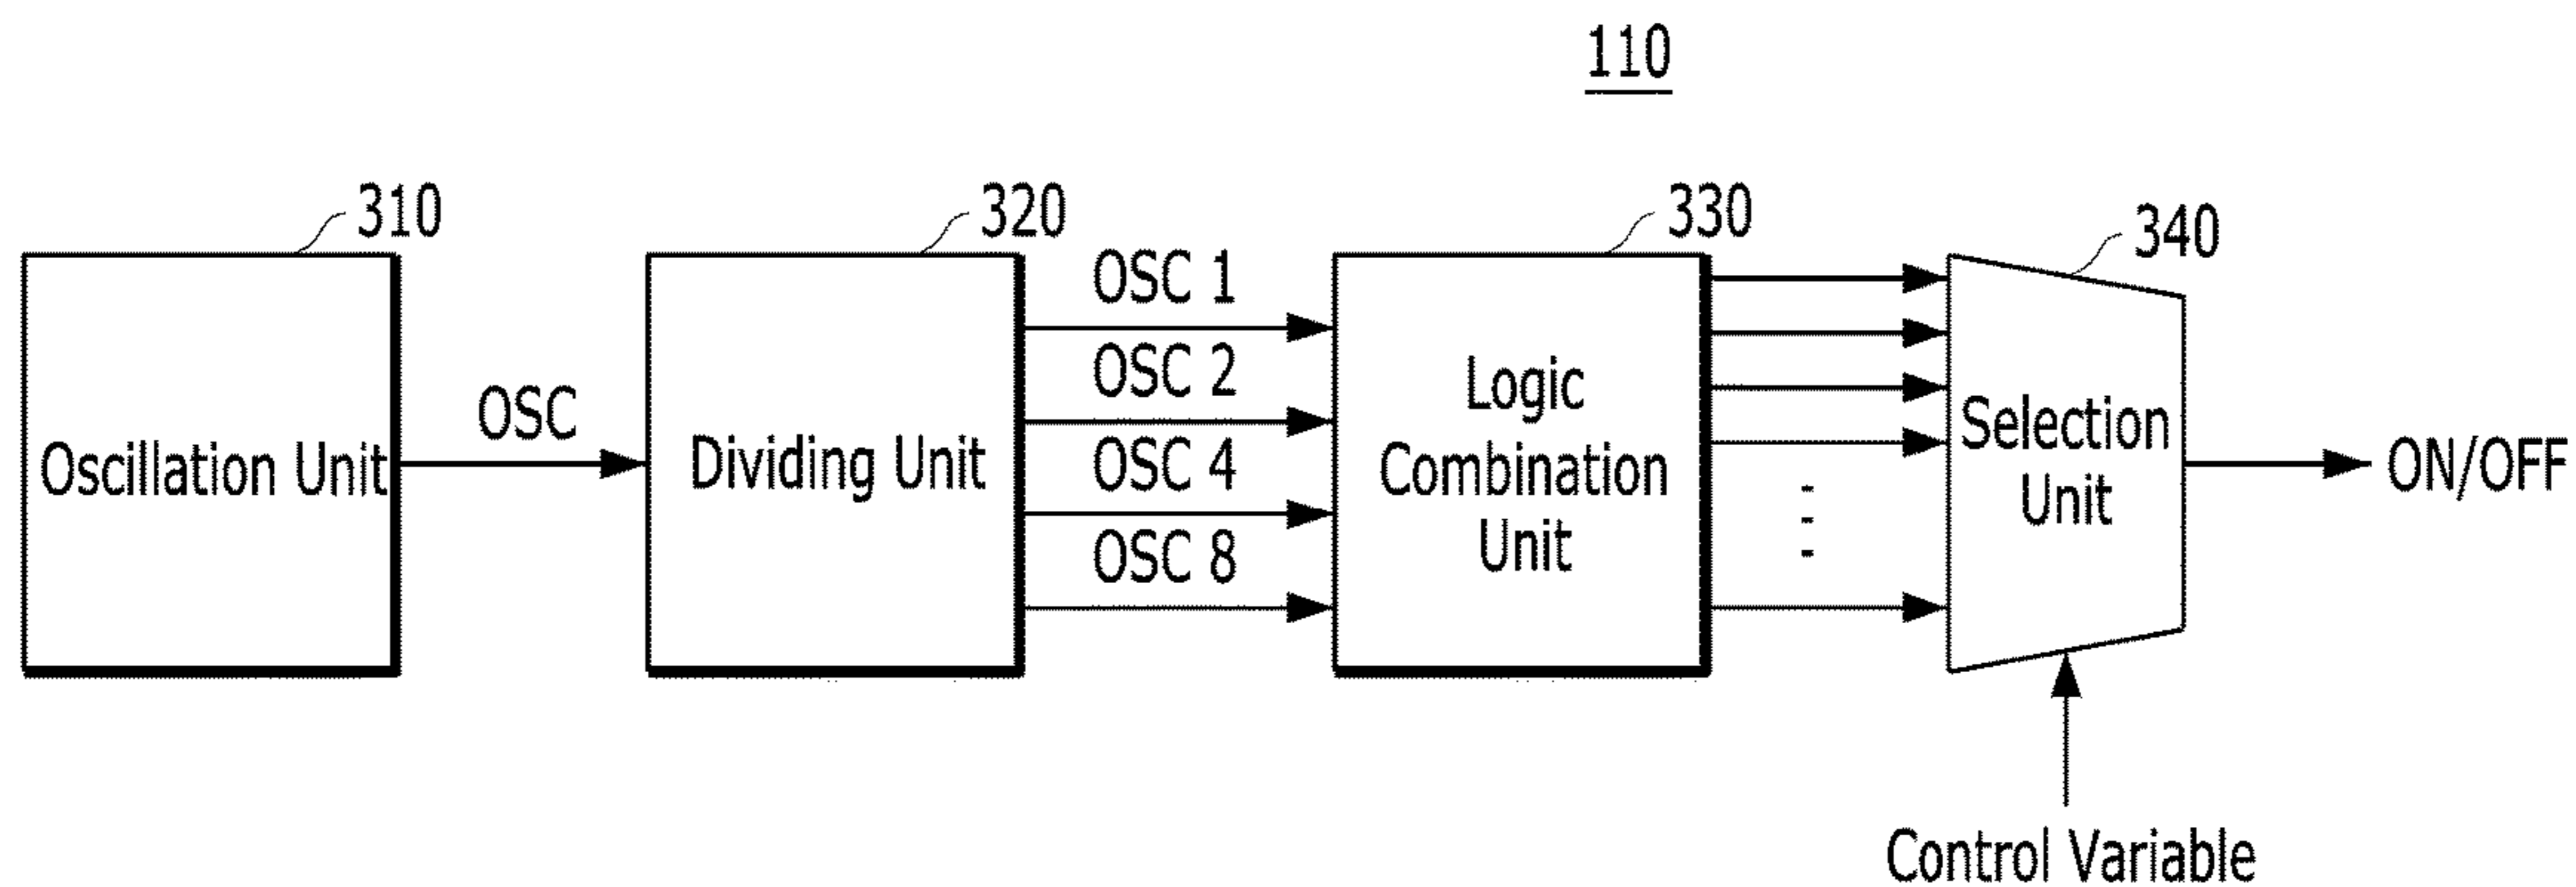 110
310
320
330
340
OSC 1
OSC 2
OSC 4
OSC 8
Oscillation Unit
OSC
Dividing Unit
Logic
Combination
Unit
Selection
Unit
ON/OFF
Control Variable